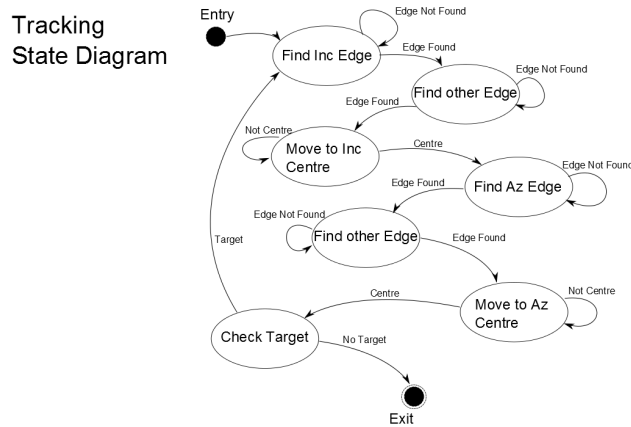 Tracking
State Diagram
Entry
Edge Not Found
Find Inc Edge
Edge Found
Edge Not Found
Find other Edge
Edge Found
Not Centre
Move to Inc
Centre
Centre
Edge Not Found
Find Az Edge
Edge Found
Edge Not Found
Find other Edge
Edge Found
Target
Not Centre
Move to Az
Centre
Centre
Check Target
No Target
Exit